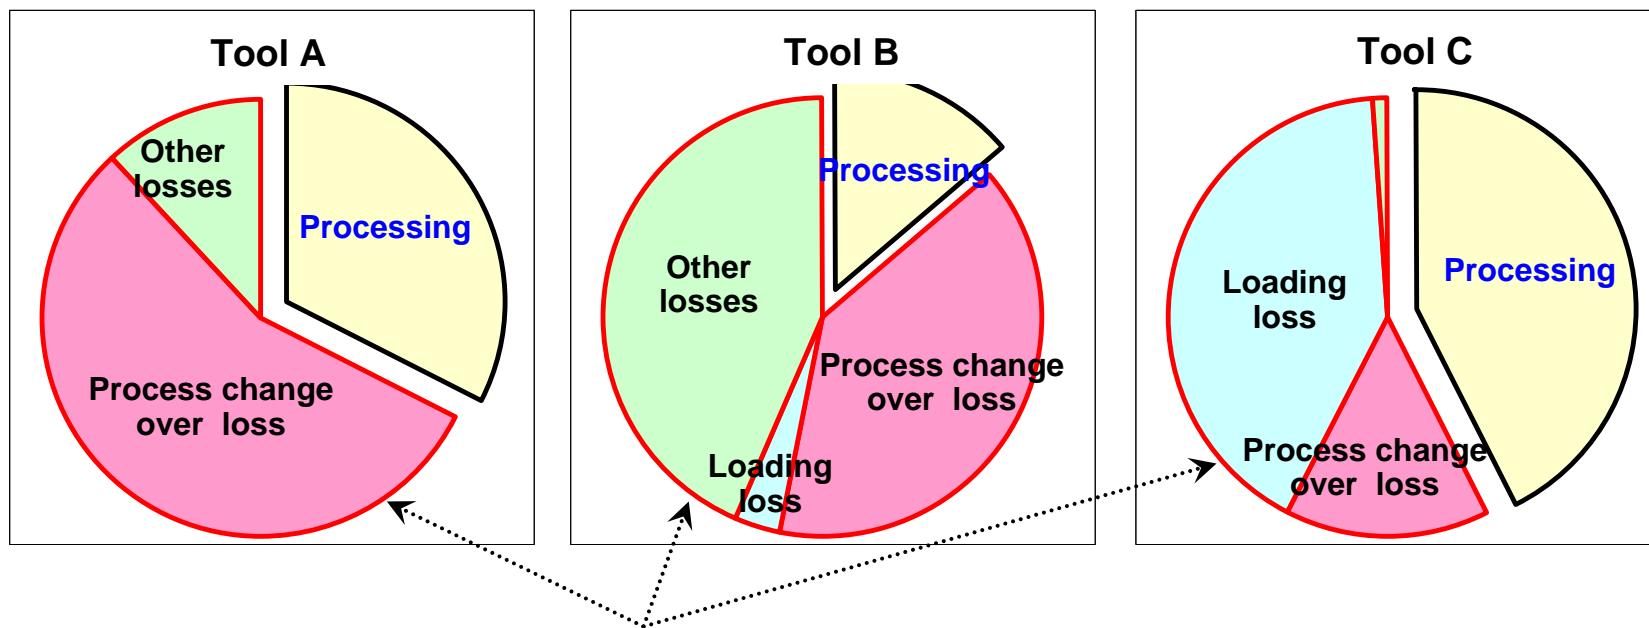 Tool A
Other
losses
Processing
Process change
over loss
Tool B
Processing
Other
losses
Process change
over loss
Loading
loss
Tool C
Loading
loss
Processing
Process change
over loss